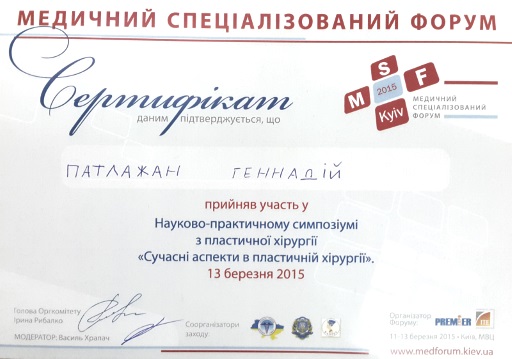 МЕДИЧНИЙ СПЕЦІАЛІЗОВАНИЙ ФОРУМ
Сертифікат
даним підтверджується, що
MSF
2015
Kyiv
МЕДИЧНИЙ
СПЕЦІАЛІЗОВАНИЙ
ФОРУМ
ПАТЛАЖАН ГЕННАДІЙ
прийняв участь у
Науково-практичному симпозіумі
з пластичної хірургії
«Сучасні аспекти в пластичній хірургії».
13 березня 2015
Голова Оргкомітету
Ірина Рибалко
МОДЕРАТОР: Василь Храпач
Соорганізатори
заходу
Організатор
Форуму:
PREMIER
11-13 березня 2015 • Київ, МВЦ
www.medforum.kiev.ua